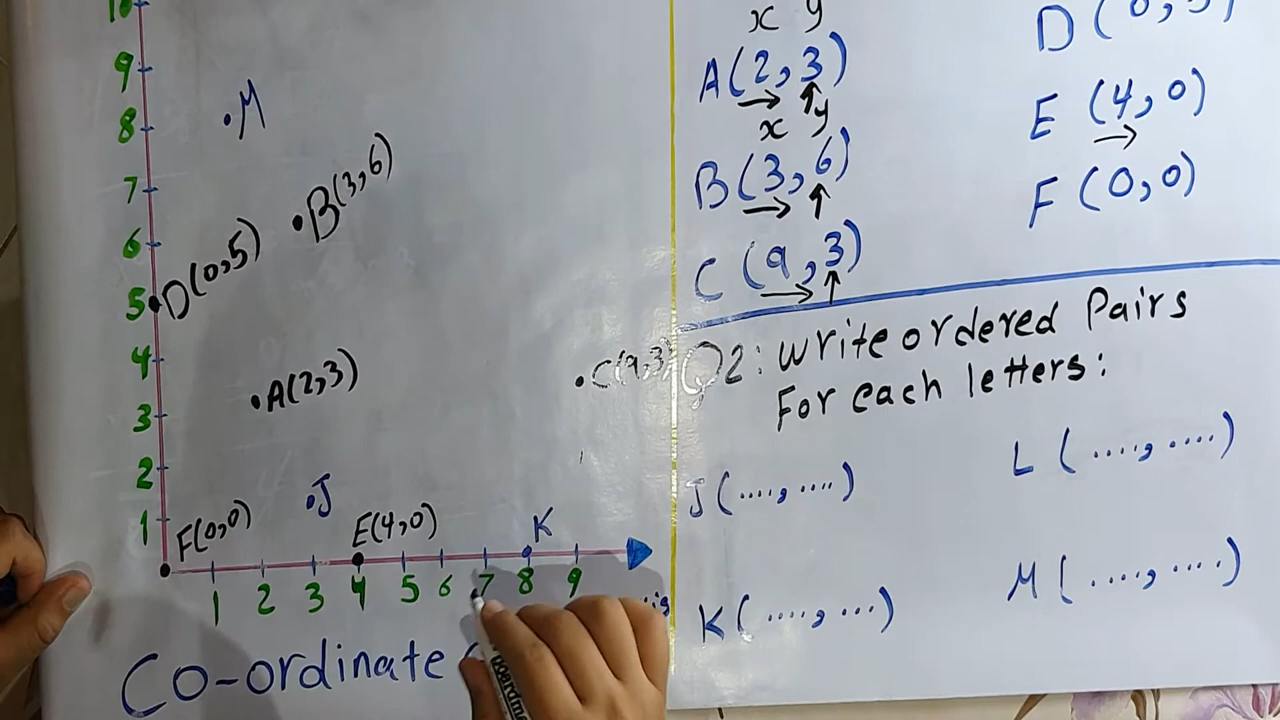 10
9
8
7
6
5
4
3
2
1
M
B(3,6)
D(0,5)
A(2,3)
C(9,3)
J
F(0,0)
E(4,0)
K
1 2 3 4 5 6 7 8 9
Co-ordinate
x y
A(2,3)
x y
B(3,6)
C(9,3)
D(0,5)
E(4,0)
F(0,0)
Q2: Write ordered Pairs
For each letters:
J(....,....)
L(....,....)
K(....,...)
M(....,....)